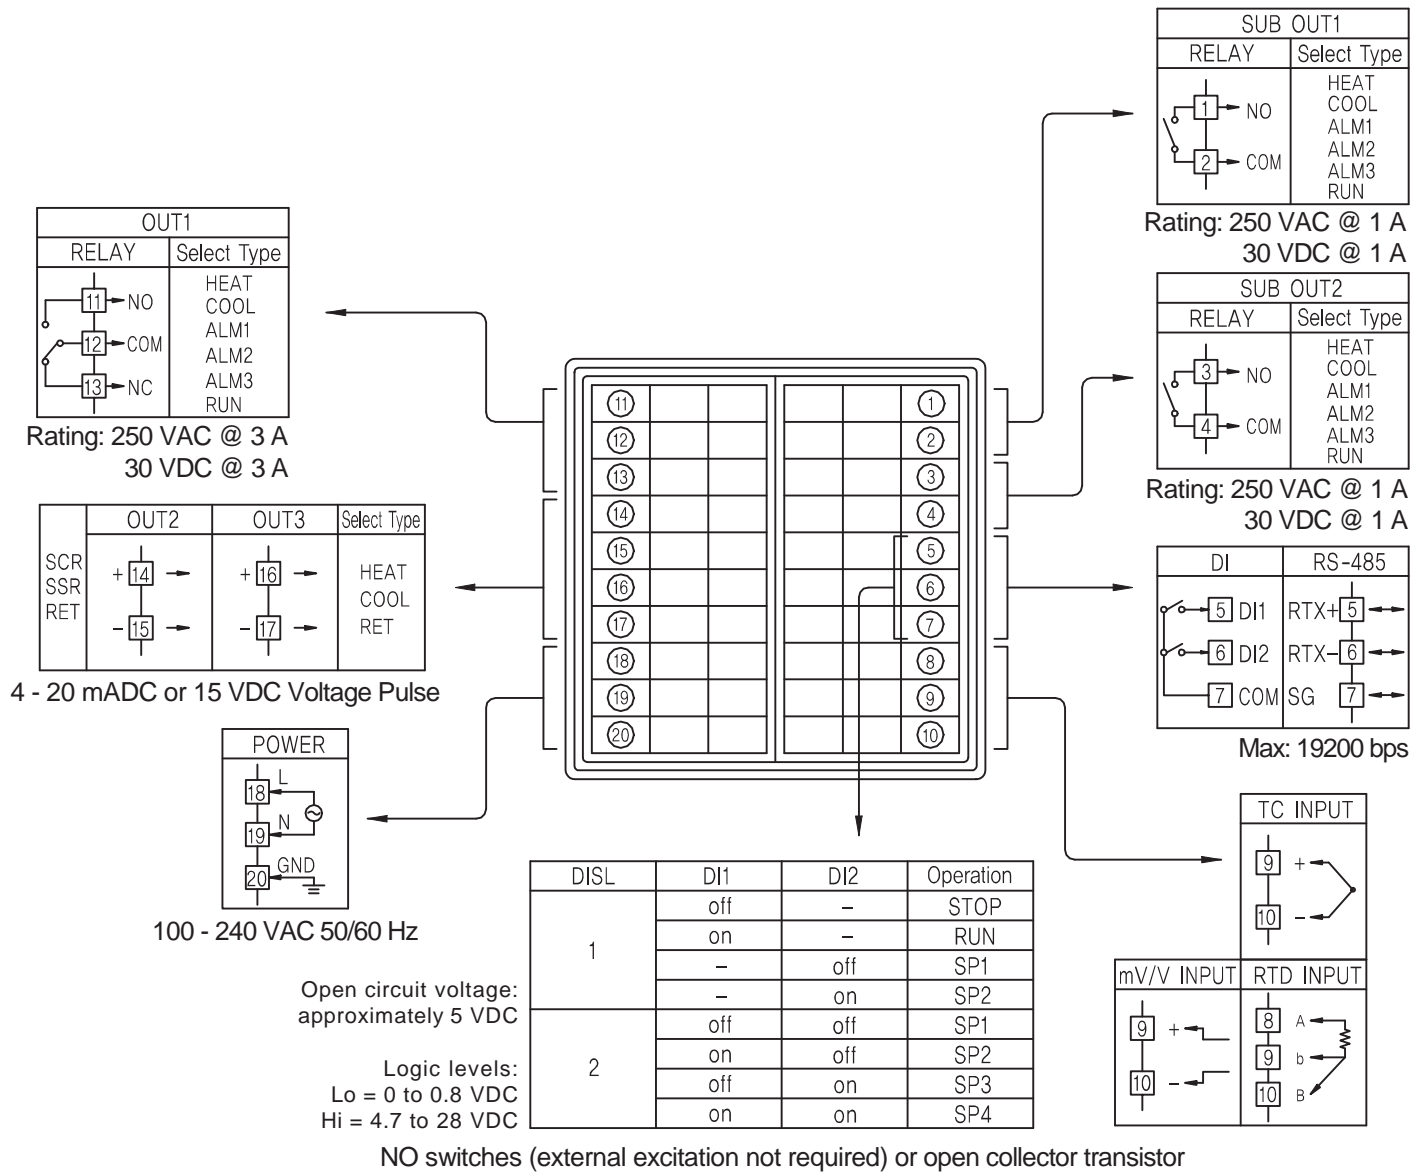 SUB OUT1
RELAY Select Type
1 NO
2 COM
HEAT
COOL
ALM1
ALM2
ALM3
RUN
Rating: 250 VAC @ 1 A
30 VDC @ 1 A
OUT1
RELAY Select Type
11 NO
12 COM
13 NC
HEAT
COOL
ALM1
ALM2
ALM3
RUN
Rating: 250 VAC @ 3 A
30 VDC @ 3 A
SUB OUT2
RELAY Select Type
3 NO
4 COM
HEAT
COOL
ALM1
ALM2
ALM3
RUN
Rating: 250 VAC @ 1 A
30 VDC @ 1 A
11 1
12 2
13 3
14 4
15 5
16 6
17 7
18 8
19 9
20 10
OUT2 OUT3 Select Type
SCR
SSR
RET
+ 14 + 16
- 15 - 17
HEAT
COOL
RET
4 - 20 mADC or 15 VDC Voltage Pulse
DI RS-485
5 DI1 RTX+ 5
6 DI2 RTX- 6
7 COM SG 7
Max: 19200 bps
POWER
18 L
19 N
20 GND
100 - 240 VAC 50/60 Hz
TC INPUT
9 +
10 -
mV/V INPUT RTD INPUT
9 +
10 -
8 A
9 b
10 B
DISL DI1 DI2 Operation
1 off - STOP
on - RUN
- off SP1
- on SP2
2 off off SP1
on off SP2
off on SP3
on on SP4
Open circuit voltage:
approximately 5 VDC
Logic levels:
Lo = 0 to 0.8 VDC
Hi = 4.7 to 28 VDC
NO switches (external excitation not required) or open collector transistor